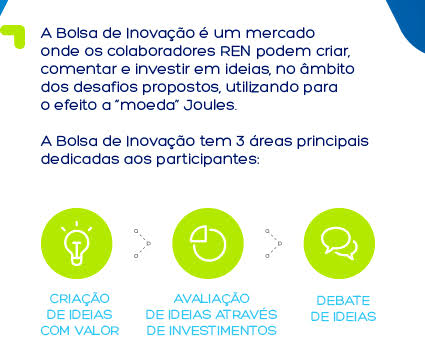 A Bolsa de Inovação é um mercado
onde os colaboradores REN podem criar,
comentar e investir em ideias, no âmbito
dos desafios propostos, utilizando para
o efeito a "moeda" Joules.
A Bolsa de Inovação tem 3 áreas principais
dedicadas aos participantes:
CRIAÇÃO
DE IDEIAS
COM VALOR
AVALIAÇÃO
DE IDEIAS ATRAVÉS
DE INVESTIMENTOS
DEBATE
DE IDEIAS